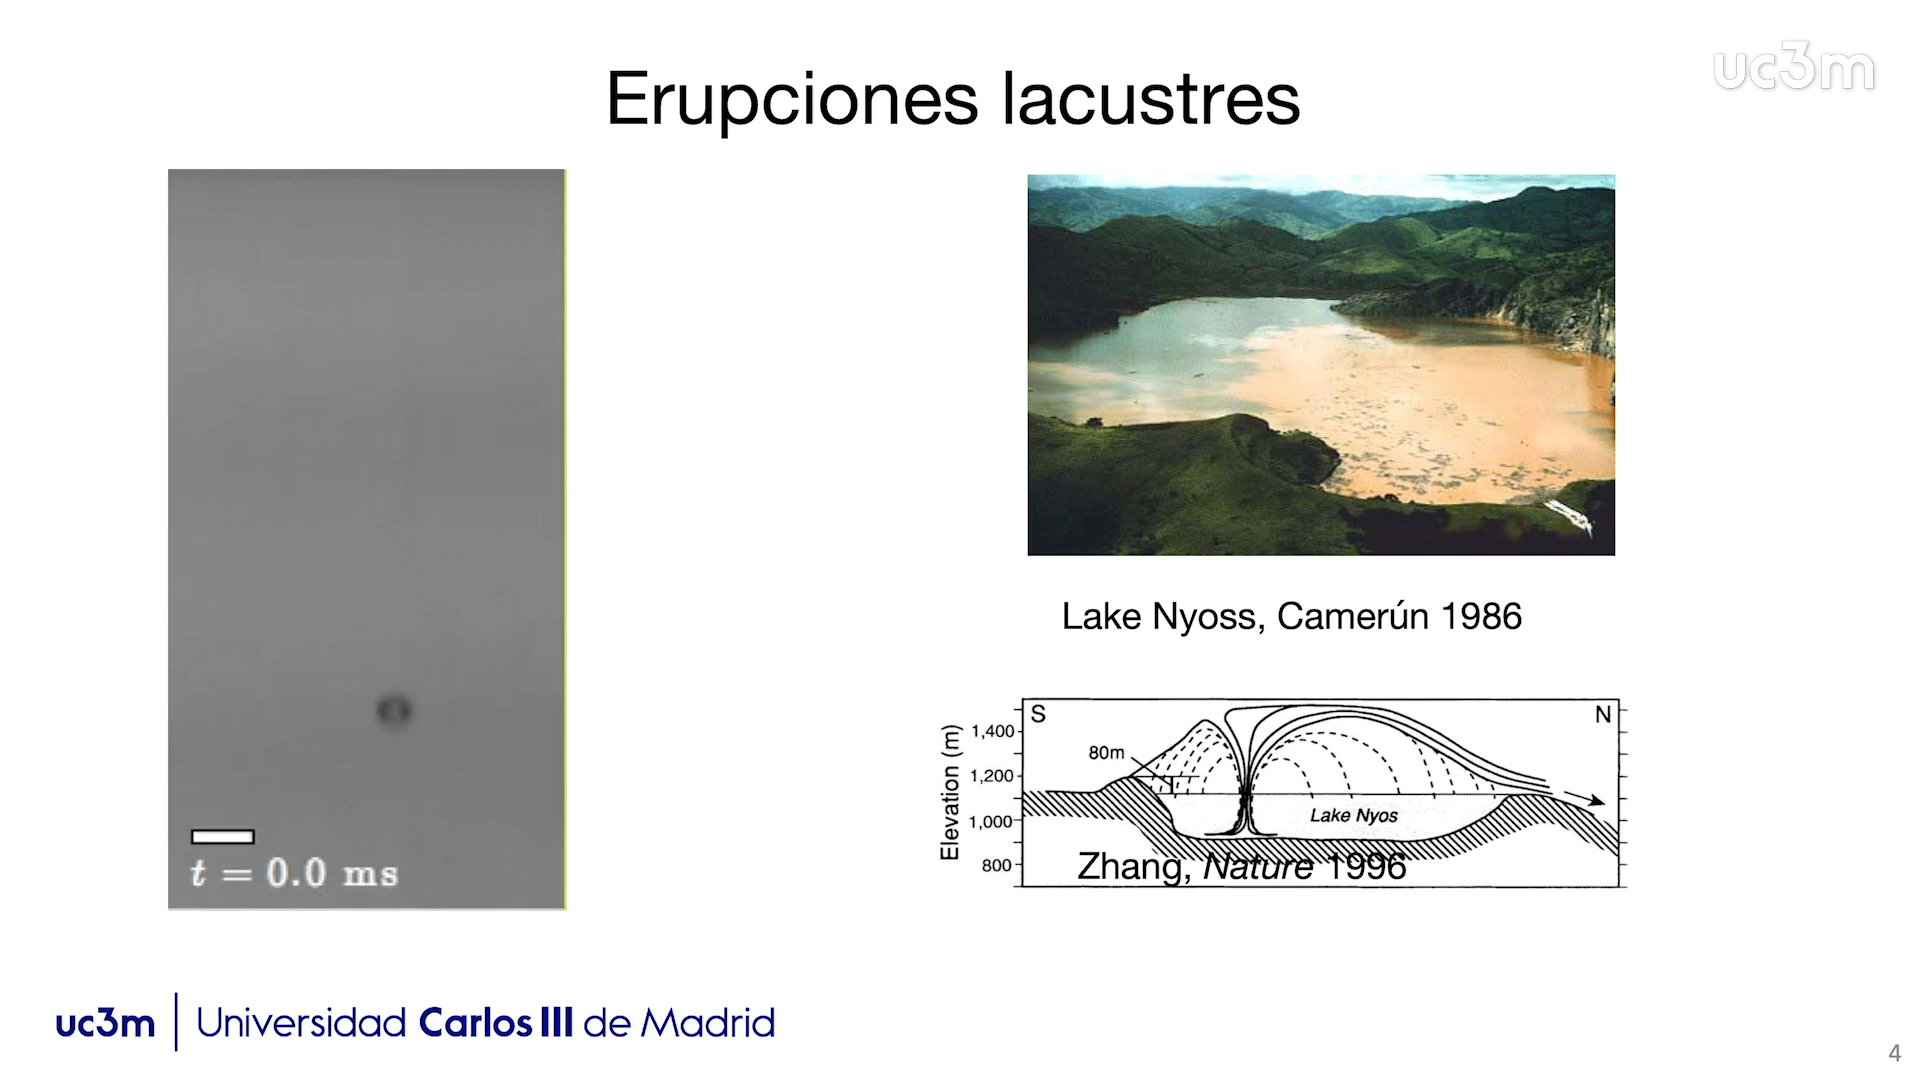 uc3m
Erupciones lacustres
t = 0.0 ms
Lake Nyoss, Camerún 1986
S
N
Elevation (m)
1,400
1,200
1,000
800
80m
Lake Nyos
Zhang, Nature 1996
uc3m | Universidad Carlos III de Madrid
4